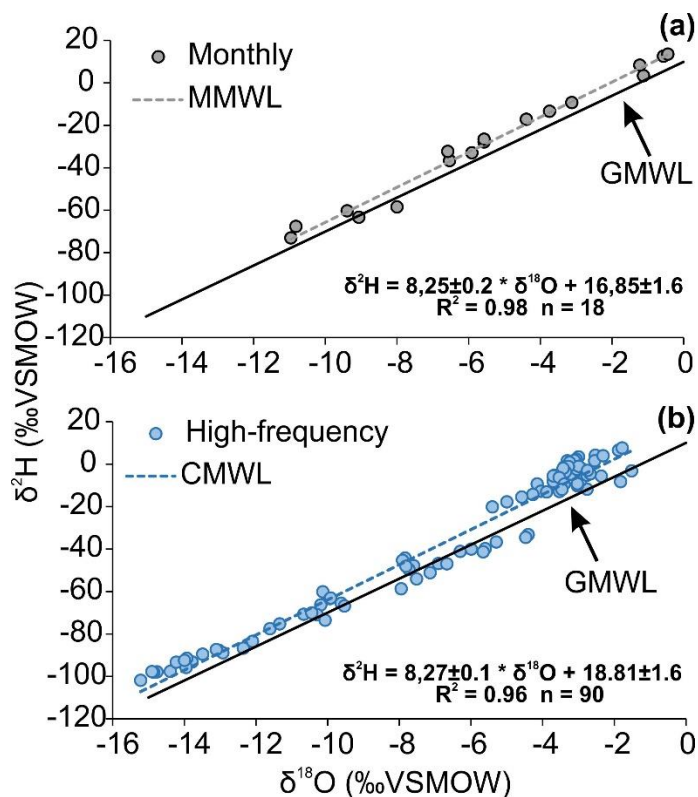 (a)
20
0
-20
-40
-60
-80
-100
-120
Monthly
MMWL
GMWL
δ²H = 8,25±0.2 * δ¹⁸O + 16,85±1.6
R² = 0.98 n = 18
-16 -14 -12 -10 -8 -6 -4 -2 0
δ²H (‰VSMOW)
(b)
20
0
-20
-40
-60
-80
-100
-120
High-frequency
CMWL
GMWL
δ²H = 8,27±0.1 * δ¹⁸O + 18.81±1.6
R² = 0.96 n = 90
-16 -14 -12 -10 -8 -6 -4 -2 0
δ¹⁸O (‰VSMOW)